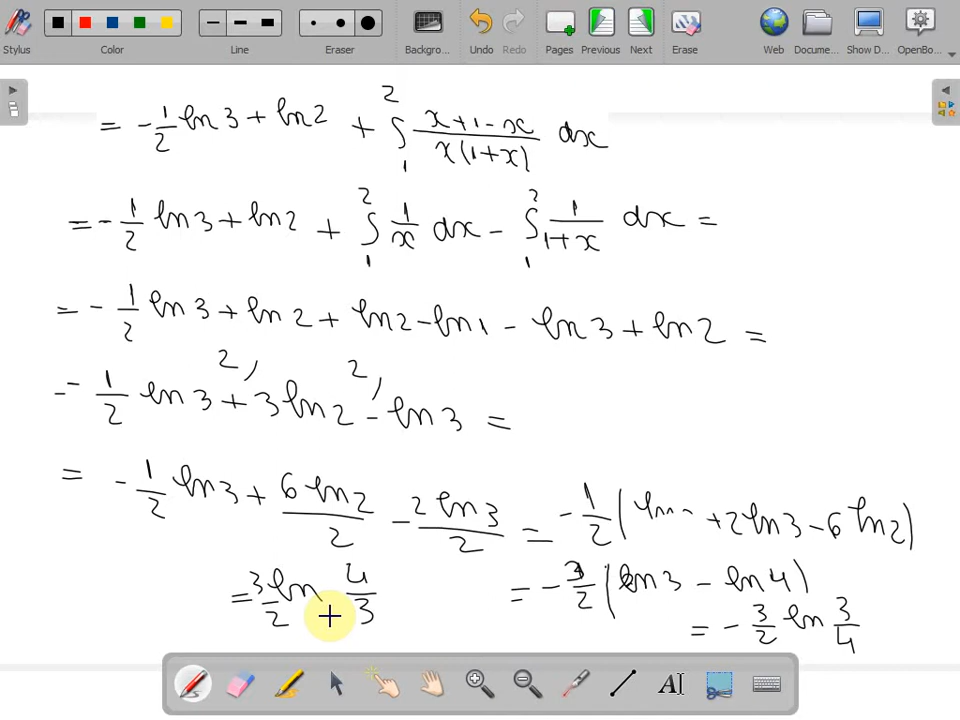 Stylus Color Line Eraser Backgro... Undo Redo Pages Previous Next Erase Web Docume... Show D... OpenBo...
= -1/2 ln 3 + ln 2 + ∫₁² (x+1-x)/(x(1+x)) dx
= -1/2 ln 3 + ln 2 + ∫₁² 1/x dx - ∫₁² 1/(1+x) dx =
= -1/2 ln 3 + ln 2 + ln 2 - ln 1 - ln 3 + ln 2 =
2) 2)
-- 1/2 ln 3 + 3 ln 2 - ln 3 =
= -1/2 ln 3 + 6 ln 2/2 - 2 ln 3/2 = -1/2 (ln + 2 ln 3 - 6 ln 2)
= 3/2 ln 4/3 = -3/2 (ln 3 - ln 4)
= -3/2 ln 3/4